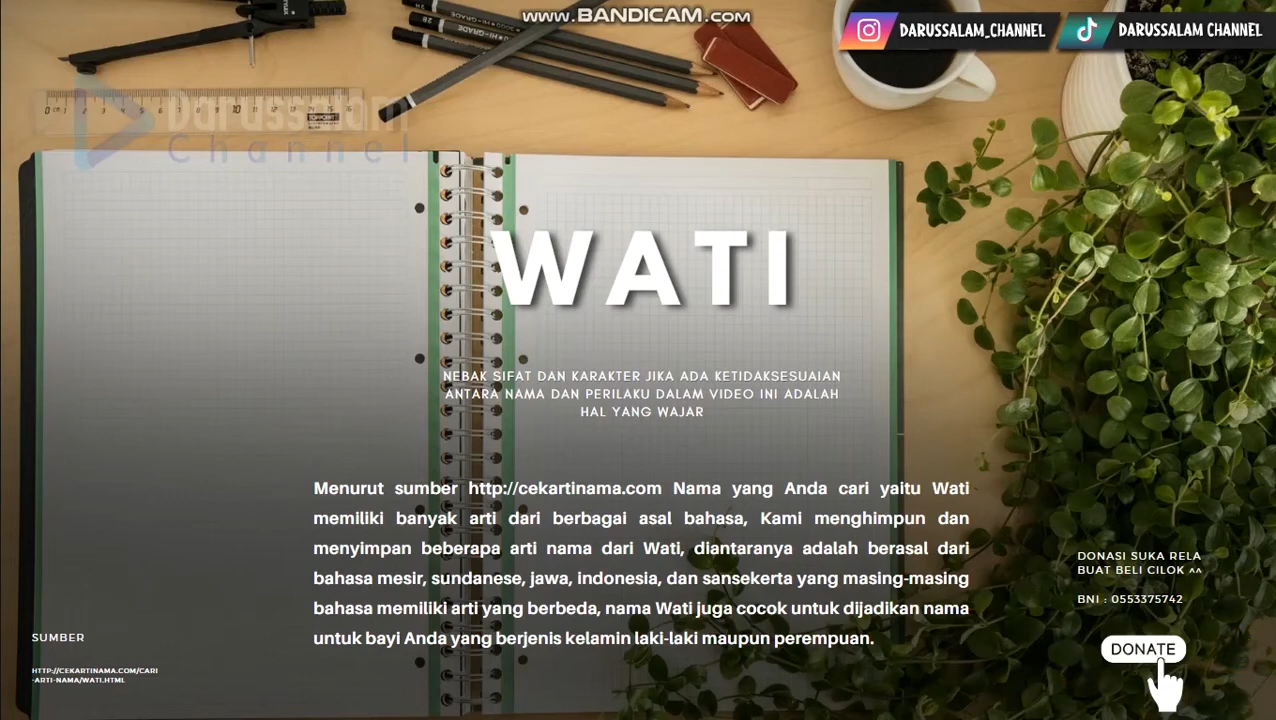 www.BANDICAM.com
DARUSSALAM_CHANNEL
DARUSSALAM CHANNEL
Darussalam
Channel
2B HI-GRADE
WATI
NEBAK SIFAT DAN KARAKTER JIKA ADA KETIDAKSESUAIAN
ANTARA NAMA DAN PERILAKU DALAM VIDEO INI ADALAH
HAL YANG WAJAR
Menurut sumber http://cekartinama.com Nama yang Anda cari yaitu Wati
memiliki banyak arti dari berbagai asal bahasa, Kami menghimpun dan
menyimpan beberapa arti nama dari Wati, diantaranya adalah berasal dari
bahasa mesir, sundanese, jawa, indonesia, dan sansekerta yang masing-masing
bahasa memiliki arti yang berbeda, nama Wati juga cocok untuk dijadikan nama
untuk bayi Anda yang berjenis kelamin laki-laki maupun perempuan.
DONASI SUKA RELA
BUAT BELI CILOK ^^
BNI : 0553375742
DONATE
SUMBER
HTTP://CEKARTINAMA.COM/CARI
-ARTI-NAMA/WATI.HTML